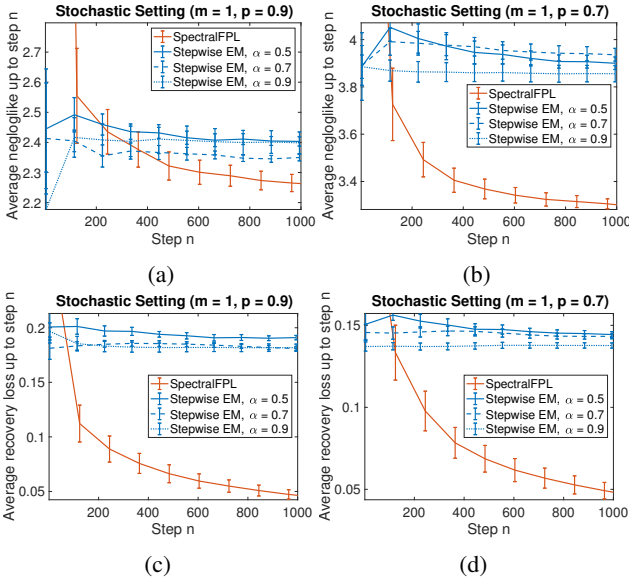 Stochastic Setting (m = 1, p = 0.9)
Average negloglike up to step n
2.7
2.6
2.5
2.4
2.3
2.2
SpectralFPL
Stepwise EM, α = 0.5
Stepwise EM, α = 0.7
Stepwise EM, α = 0.9
200 400 600 800 1000
Step n
(a)
Stochastic Setting (m = 1, p = 0.7)
Average negloglike up to step n
4
3.8
3.6
3.4
SpectralFPL
Stepwise EM, α = 0.5
Stepwise EM, α = 0.7
Stepwise EM, α = 0.9
200 400 600 800 1000
Step n
(b)
Stochastic Setting (m = 1, p = 0.9)
Average recovery loss up to step n
0.2
0.15
0.1
0.05
SpectralFPL
Stepwise EM, α = 0.5
Stepwise EM, α = 0.7
Stepwise EM, α = 0.9
200 400 600 800 1000
Step n
(c)
Stochastic Setting (m = 1, p = 0.7)
Average recovery loss up to step n
0.15
0.1
0.05
SpectralFPL
Stepwise EM, α = 0.5
Stepwise EM, α = 0.7
Stepwise EM, α = 0.9
200 400 600 800 1000
Step n
(d)